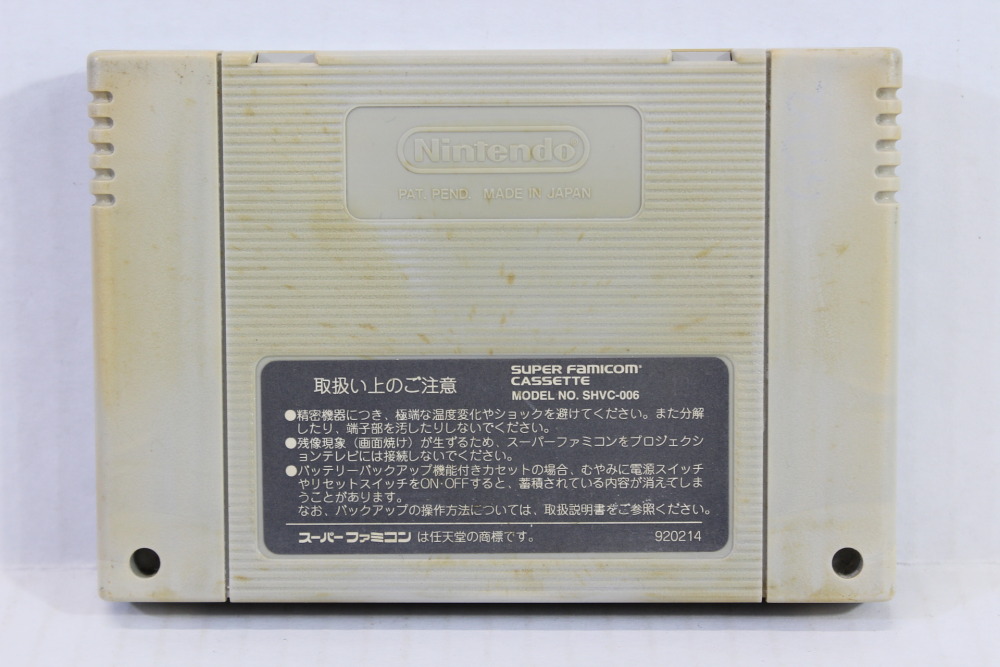 Nintendo
PAT. PEND. MADE IN JAPAN
取扱い上のご注意
SUPER FAMICOM
CASSETTE
MODEL NO. SHVC-006
●精密機器につき、極端な温度変化やショックを避けてください。また分解
したり、端子部を汚したりしないでください。
●残像現象（画面焼け）が生ずるため、スーパーファミコンをプロジェクシ
ョンテレビには接続しないでください。
●バッテリーバックアップ機能付きカセットの場合、むやみに電源スイッチ
やリセットスイッチをON·OFFすると、蓄積されている内容が消えてしま
うことがあります。
なお、バックアップの操作方法については、取扱説明書をご参照ください。
スーパーファミコン は任天堂の商標です。 920214